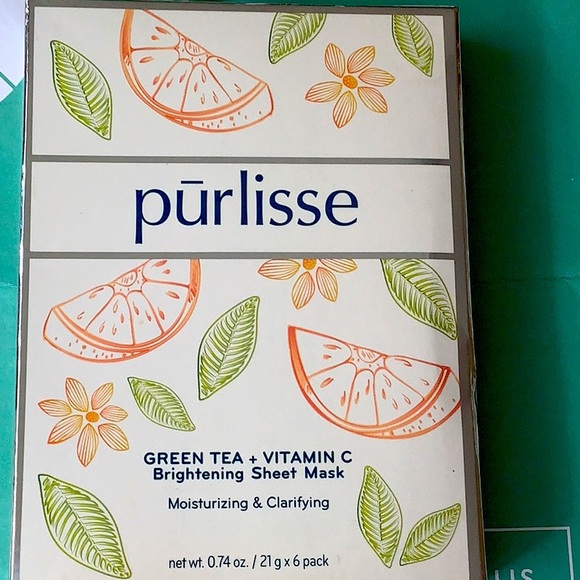 pūrlisse
GREEN TEA + VITAMIN C
Brightening Sheet Mask
Moisturizing & Clarifying
net wt. 0.74 oz. / 21 g x 6 pack